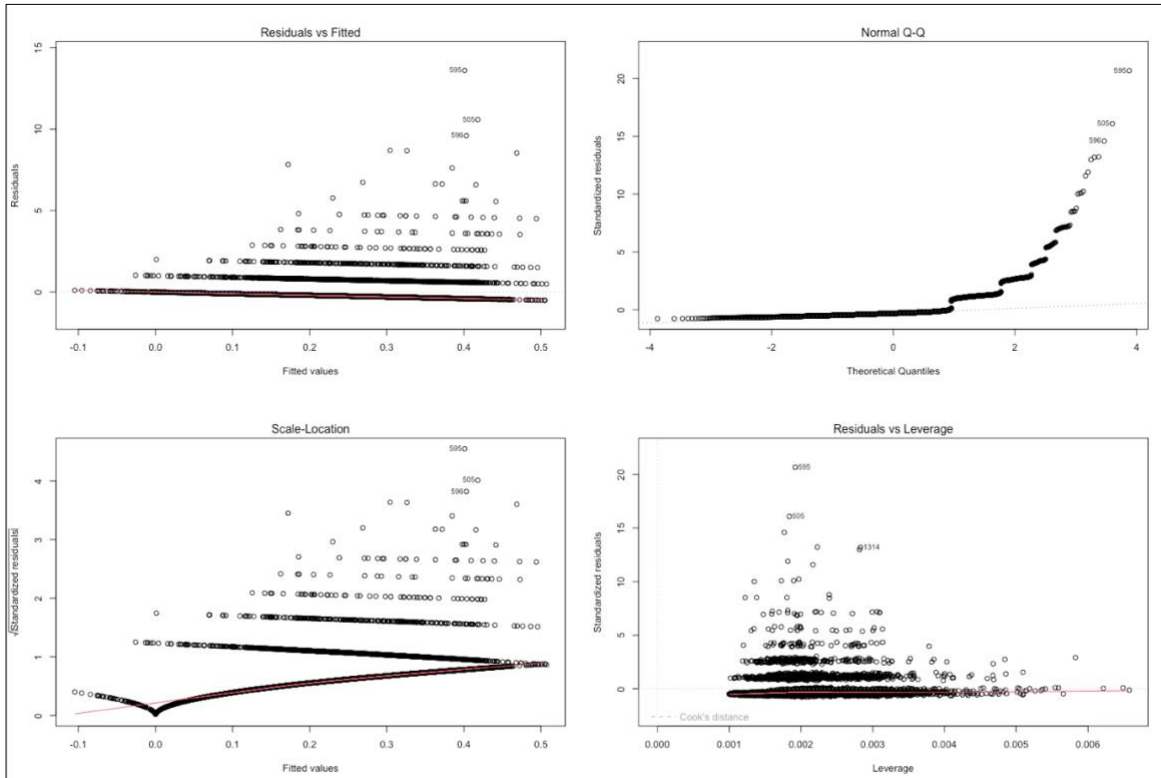 Residuals vs Fitted
Residuals
15
10
5
0
595
505
596
-0.1 0.0 0.1 0.2 0.3 0.4 0.5
Fitted values
Normal Q-Q
Standardized residuals
20
15
10
5
0
595
505
596
-4 -2 0 2 4
Theoretical Quantiles
Scale-Location
√|Standardized residuals|
4
3
2
1
0
595
505
596
-0.1 0.0 0.1 0.2 0.3 0.4 0.5
Fitted values
Residuals vs Leverage
Standardized residuals
20
15
10
5
0
595
505
1314
Cook's distance
0.000 0.001 0.002 0.003 0.004 0.005 0.006
Leverage